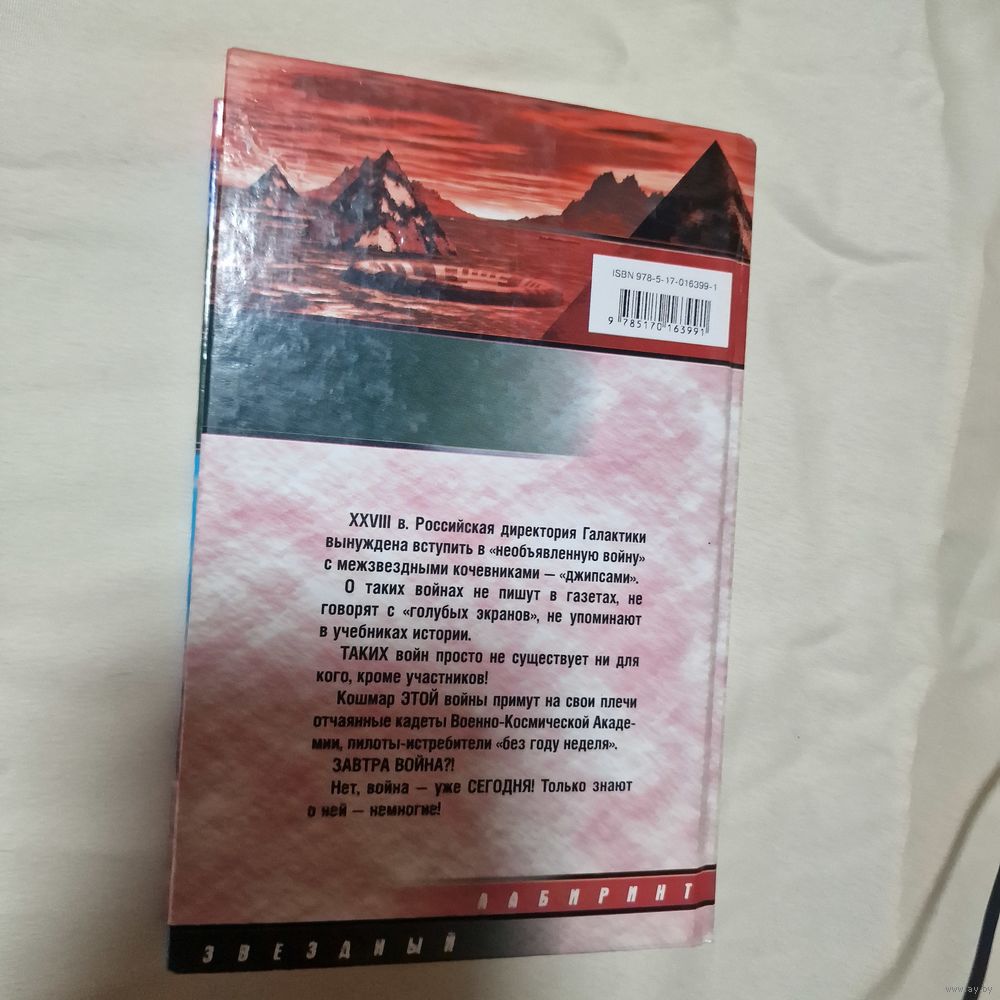 ISBN 978-5-17-016399-1
9 785170 163991
XXVIII в. Российская директория Галактики
вынуждена вступить в «необъявленную войну»
с межзвездными кочевниками — «джипсами».
О таких войнах не пишут в газетах, не
говорят с «голубых экранов», не упоминают
в учебниках истории.
ТАКИХ войн просто не существует ни для
кого, кроме участников!
Кошмар ЭТОЙ войны примут на свои плечи
отчаянные кадеты Военно-Космической Акаде-
мии, пилоты-истребители «без году неделя».
ЗАВТРА ВОЙНА?!
Нет, война — уже СЕГОДНЯ! Только знают
о ней — немногие!
ЛАБИРИНТ
ЗВЕЗДНЫЙ
www.ay.by